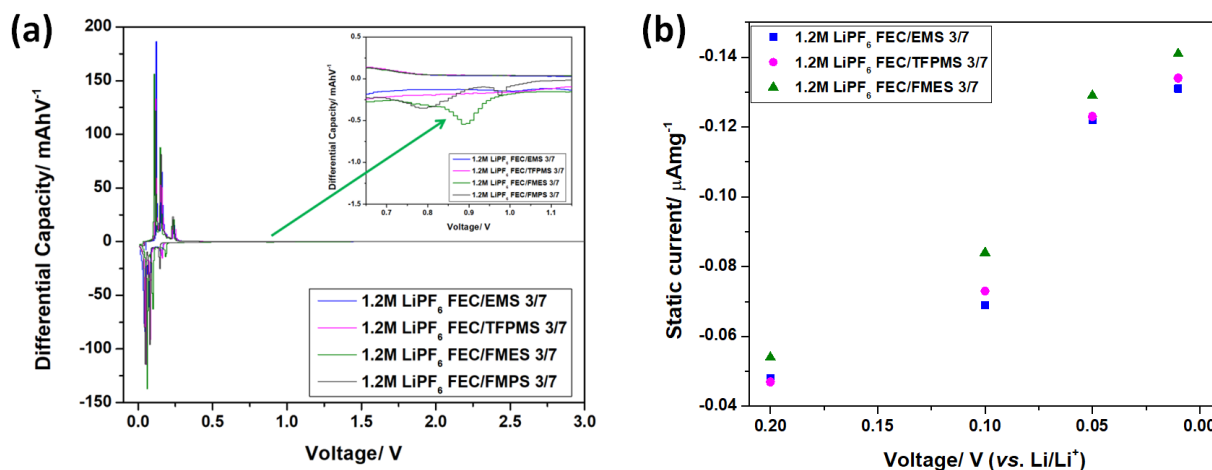 (a)
200
150
100
50
0
-50
-100
-150
Differential Capacity/ mAhV⁻¹
0.0 0.5 1.0 1.5 2.0 2.5 3.0
Voltage/ V
1.2M LiPF₆ FEC/EMS 3/7
1.2M LiPF₆ FEC/TFPMS 3/7
1.2M LiPF₆ FEC/FMES 3/7
1.2M LiPF₆ FEC/FMPS 3/7
0.5
0.0
-0.5
-1.0
-1.5
Differential Capacity/ mAhV⁻¹
0.7 0.8 0.9 1.0 1.1
Voltage/ V
1.2M LiPF₆ FEC/EMS 3/7
1.2M LiPF₆ FEC/TFPMS 3/7
1.2M LiPF₆ FEC/FMES 3/7
1.2M LiPF₆ FEC/FMPS 3/7
(b)
-0.14
-0.12
-0.10
-0.08
-0.06
-0.04
Static current/ μAmg⁻¹
0.20 0.15 0.10 0.05 0.00
Voltage/ V (vs. Li/Li⁺)
1.2M LiPF₆ FEC/EMS 3/7
1.2M LiPF₆ FEC/TFPMS 3/7
1.2M LiPF₆ FEC/FMES 3/7